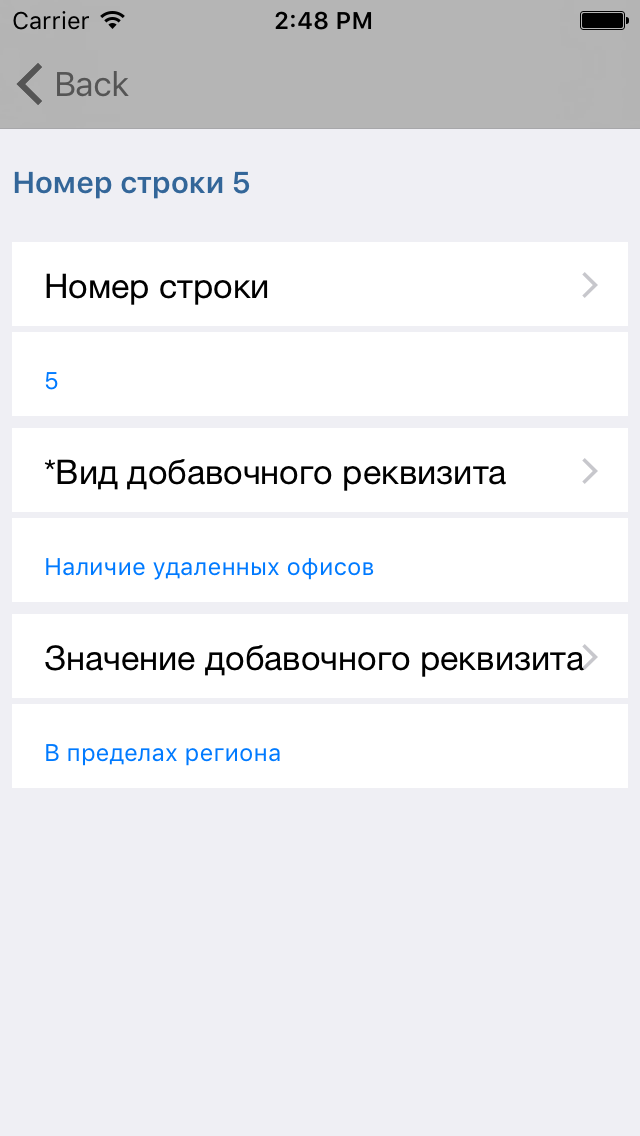 Carrier 2:48 PM
Back
Номер строки 5
Номер строки
5
*Вид добавочного реквизита
Наличие удаленных офисов
Значение добавочного реквизита
В пределах региона